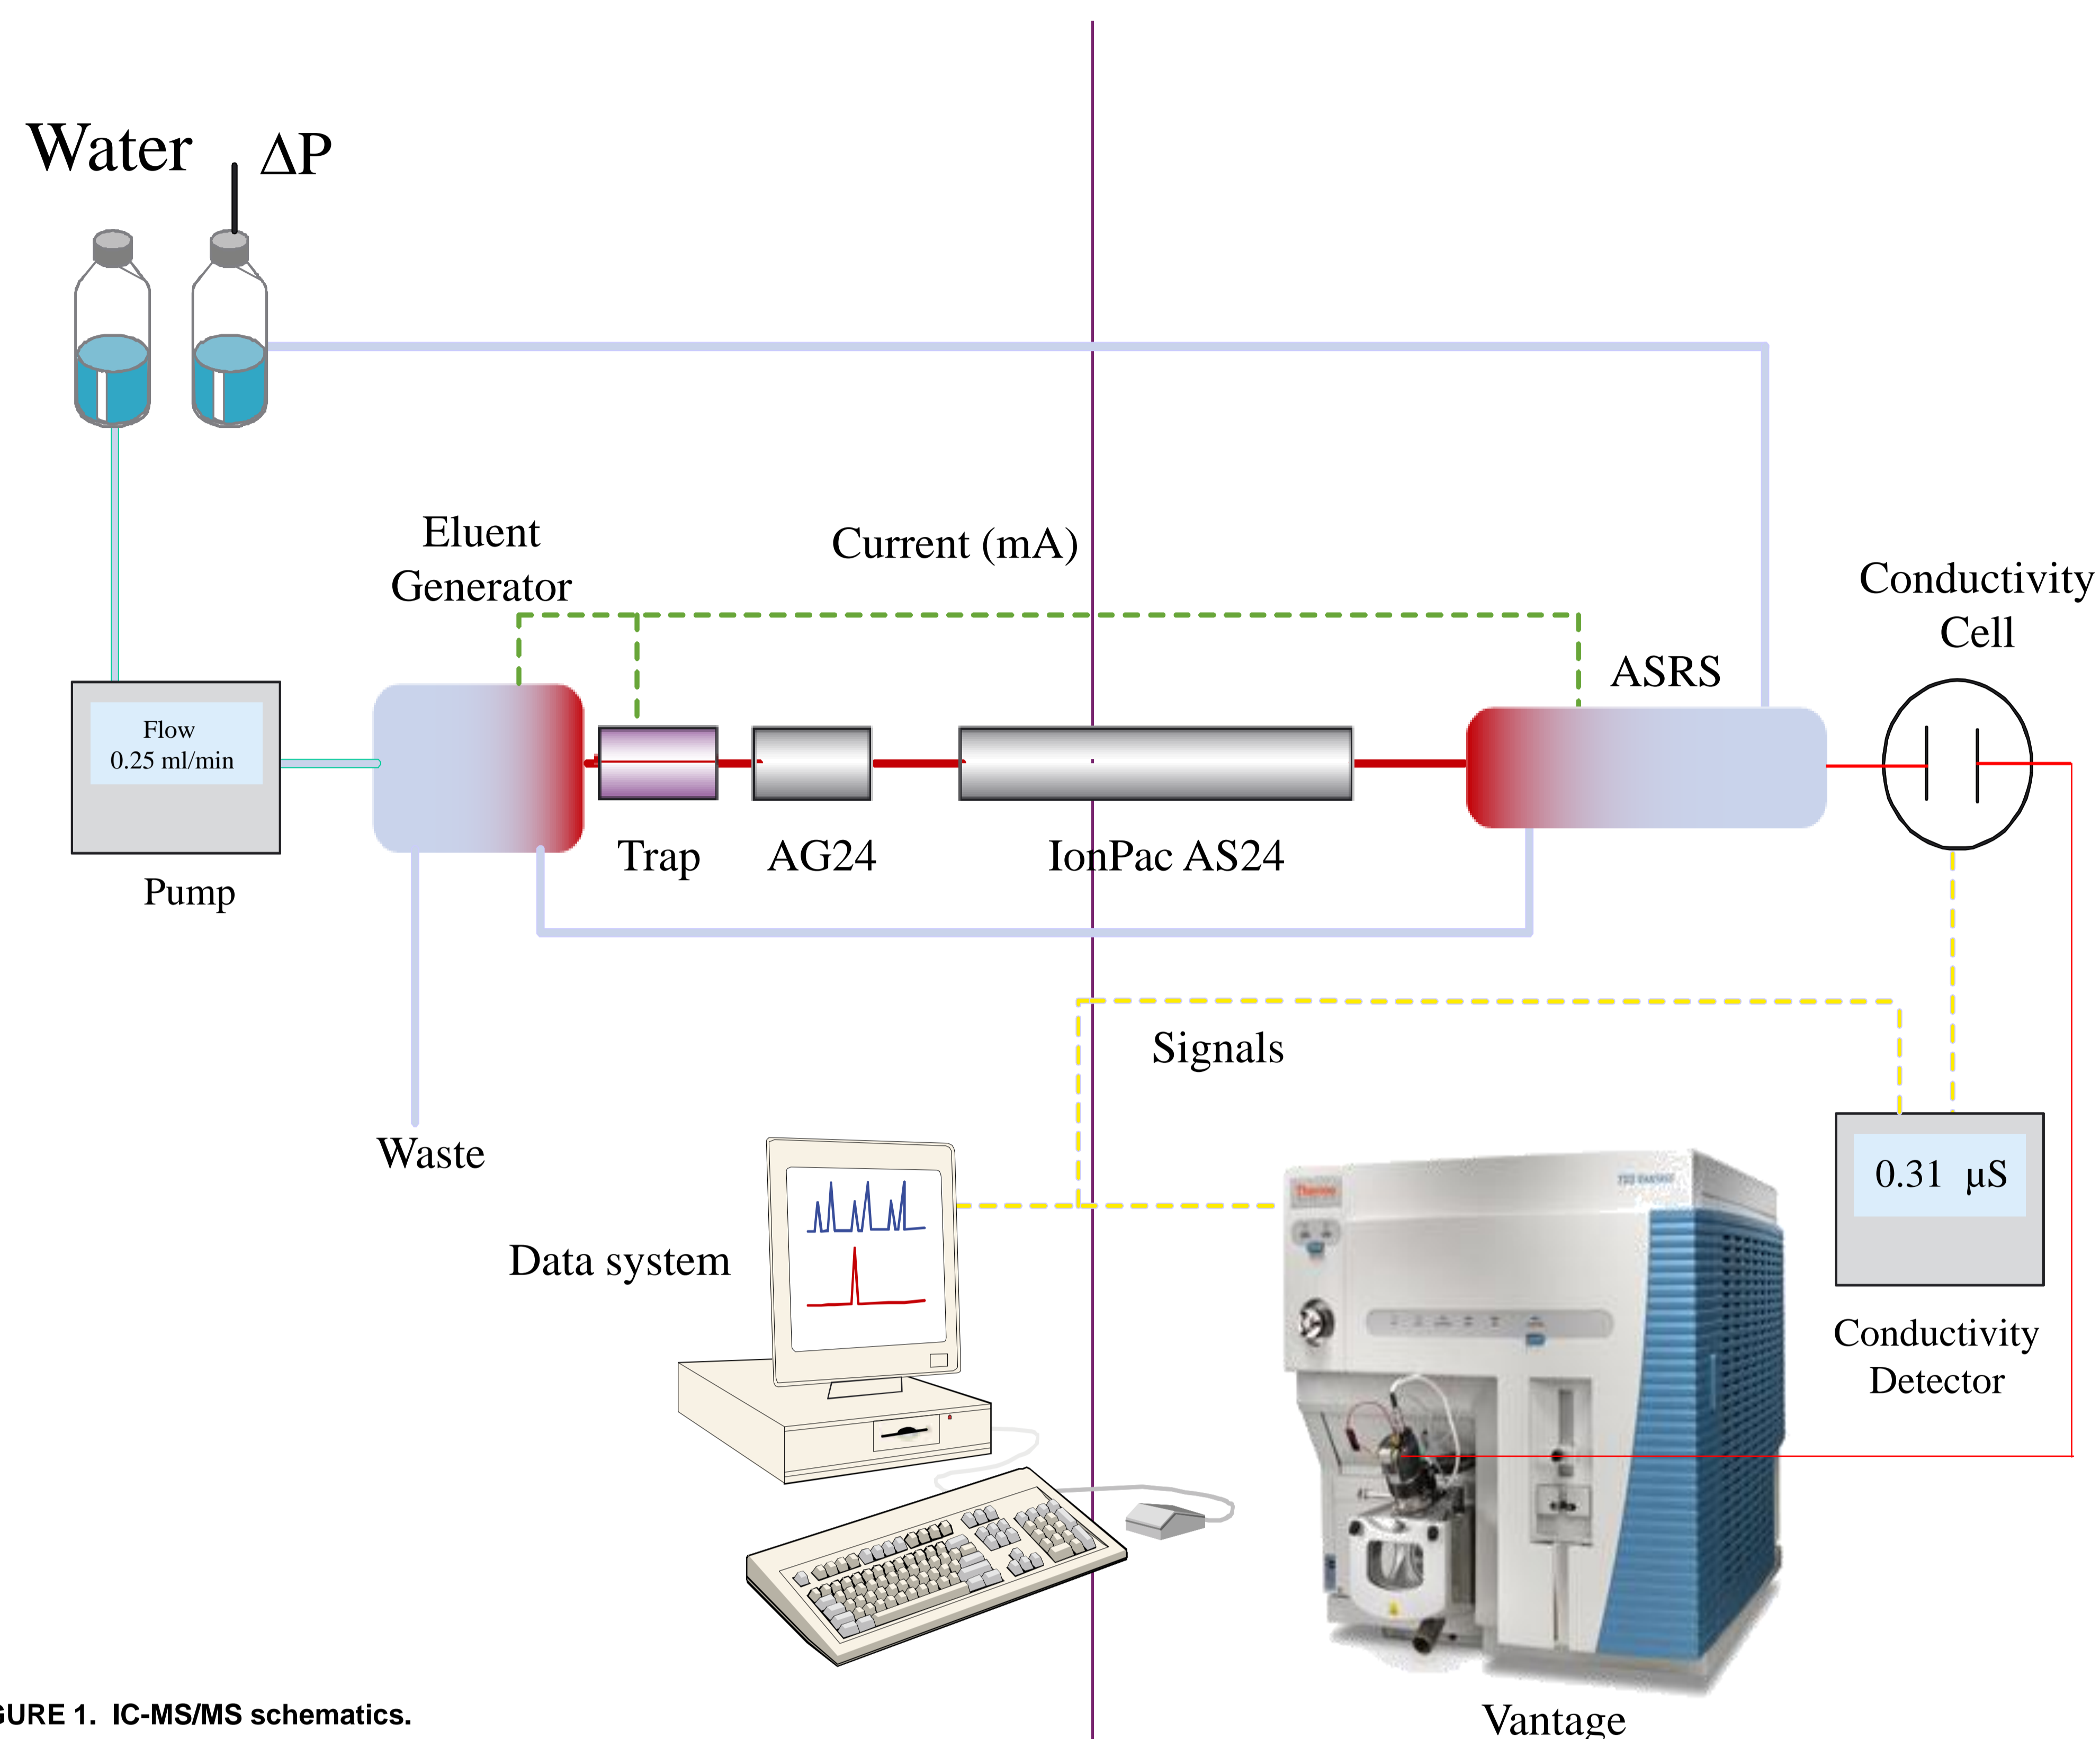 Water
ΔP
Eluent
Generator
Current (mA)
Conductivity
Cell
ASRS
Flow
0.25 ml/min
Pump
Trap
AG24
IonPac AS24
Signals
Waste
0.31 µS
Thermo
Data system
Conductivity
Detector
Vantage
GURE 1. IC-MS/MS schematics.